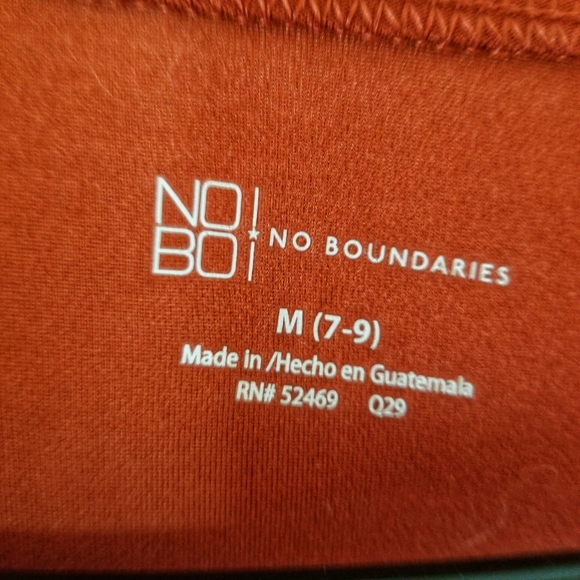 NO
BO
NO BOUNDARIES
M (7-9)
Made in /Hecho en Guatemala
RN# 52469 Q29